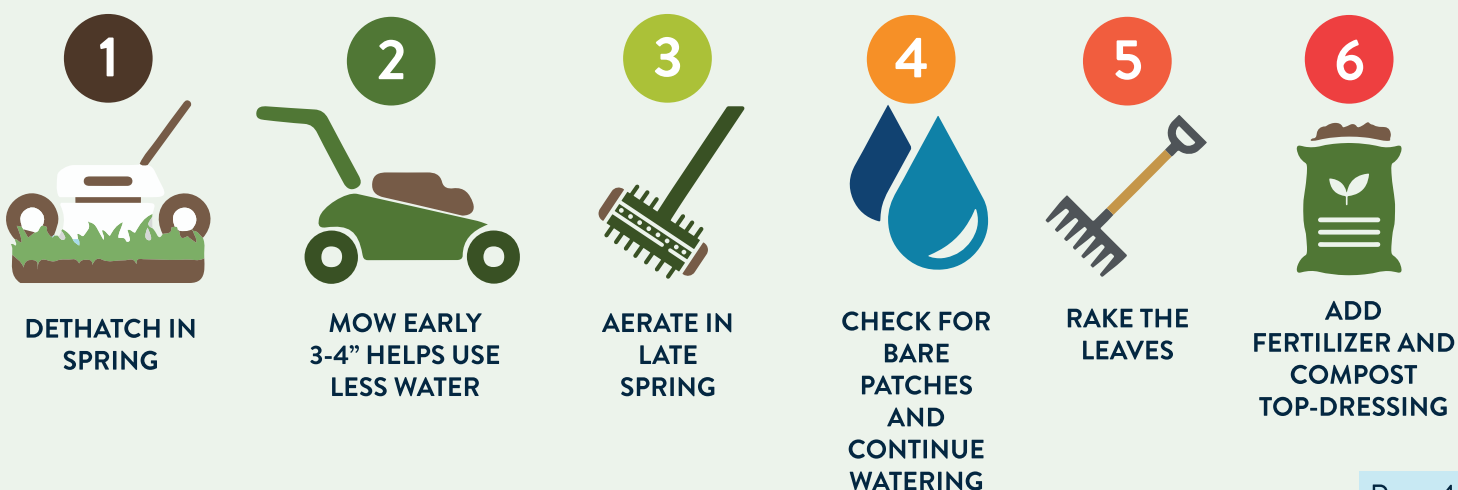 1
DETHATCH IN
SPRING
2
MOW EARLY
3-4” HELPS USE
LESS WATER
3
AERATE IN
LATE
SPRING
4
CHECK FOR
BARE
PATCHES
AND
CONTINUE
WATERING
5
RAKE THE
LEAVES
6
ADD
FERTILIZER AND
COMPOST
TOP-DRESSING